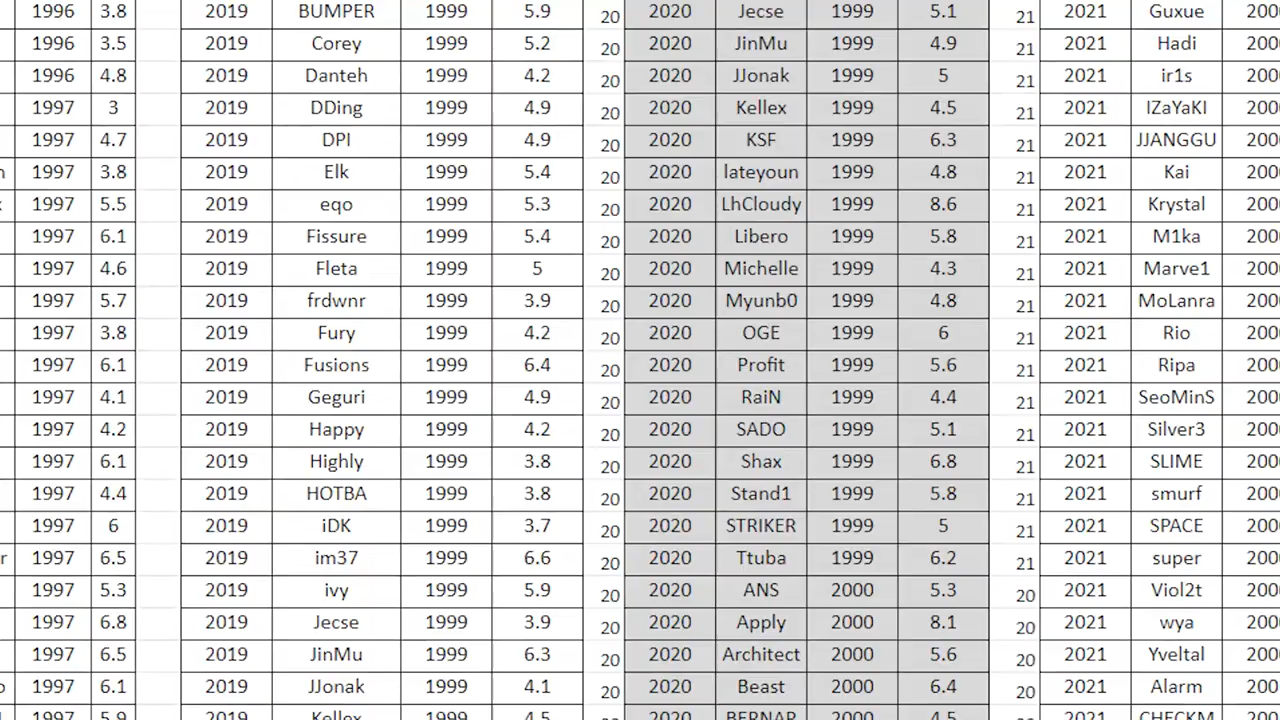 1996 3.8 2019 BUMPER 1999 5.9 20 2020 Jecse 1999 5.1 21 2021 Guxue
1996 3.5 2019 Corey 1999 5.2 20 2020 JinMu 1999 4.9 21 2021 Hadi
1996 4.8 2019 Danteh 1999 4.2 20 2020 JJonak 1999 5 21 2021 ir1s
1997 3 2019 DDing 1999 4.9 20 2020 Kellex 1999 4.5 21 2021 IZaYaKI
1997 4.7 2019 DPI 1999 4.9 20 2020 KSF 1999 6.3 21 2021 JJANGGU
1997 3.8 2019 Elk 1999 5.4 20 2020 lateyoun 1999 4.8 21 2021 Kai
1997 5.5 2019 eqo 1999 5.3 20 2020 LhCloudy 1999 8.6 21 2021 Krystal
1997 6.1 2019 Fissure 1999 5.4 20 2020 Libero 1999 5.8 21 2021 M1ka
1997 4.6 2019 Fleta 1999 5 20 2020 Michelle 1999 4.3 21 2021 Marve1
1997 5.7 2019 frdwnr 1999 3.9 20 2020 Myunb0 1999 4.8 21 2021 MoLanra
1997 3.8 2019 Fury 1999 4.2 20 2020 OGE 1999 6 21 2021 Rio
1997 6.1 2019 Fusions 1999 6.4 20 2020 Profit 1999 5.6 21 2021 Ripa
1997 4.1 2019 Geguri 1999 4.9 20 2020 RaiN 1999 4.4 21 2021 SeoMinS
1997 4.2 2019 Happy 1999 4.2 20 2020 SADO 1999 5.1 21 2021 Silver3
1997 6.1 2019 Highly 1999 3.8 20 2020 Shax 1999 6.8 21 2021 SLIME
1997 4.4 2019 HOTBA 1999 3.8 20 2020 Stand1 1999 5.8 21 2021 smurf
1997 6 2019 iDK 1999 3.7 20 2020 STRIKER 1999 5 21 2021 SPACE
1997 6.5 2019 im37 1999 6.6 20 2020 Ttuba 1999 6.2 21 2021 super
1997 5.3 2019 ivy 1999 5.9 20 2020 ANS 2000 5.3 20 2021 Viol2t
1997 6.8 2019 Jecse 1999 3.9 20 2020 Apply 2000 8.1 20 2021 wya
1997 6.5 2019 JinMu 1999 6.3 20 2020 Architect 2000 5.6 20 2021 Yveltal
1997 6.1 2019 JJonak 1999 4.1 20 2020 Beast 2000 6.4 20 2021 Alarm
1997 5.9 2019 Kellex 1999 4.5 2020 BERNAR 2000 4.5 2021 CHECKM